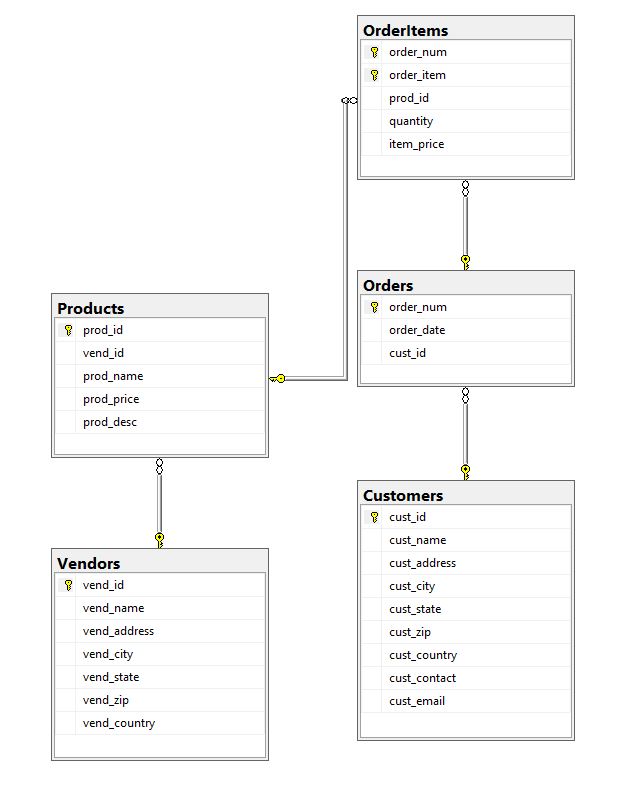 OrderItems
order_num
order_item
prod_id
quantity
item_price
Orders
order_num
order_date
cust_id
Products
prod_id
vend_id
prod_name
prod_price
prod_desc
Customers
cust_id
cust_name
cust_address
cust_city
cust_state
cust_zip
cust_country
cust_contact
cust_email
Vendors
vend_id
vend_name
vend_address
vend_city
vend_state
vend_zip
vend_country